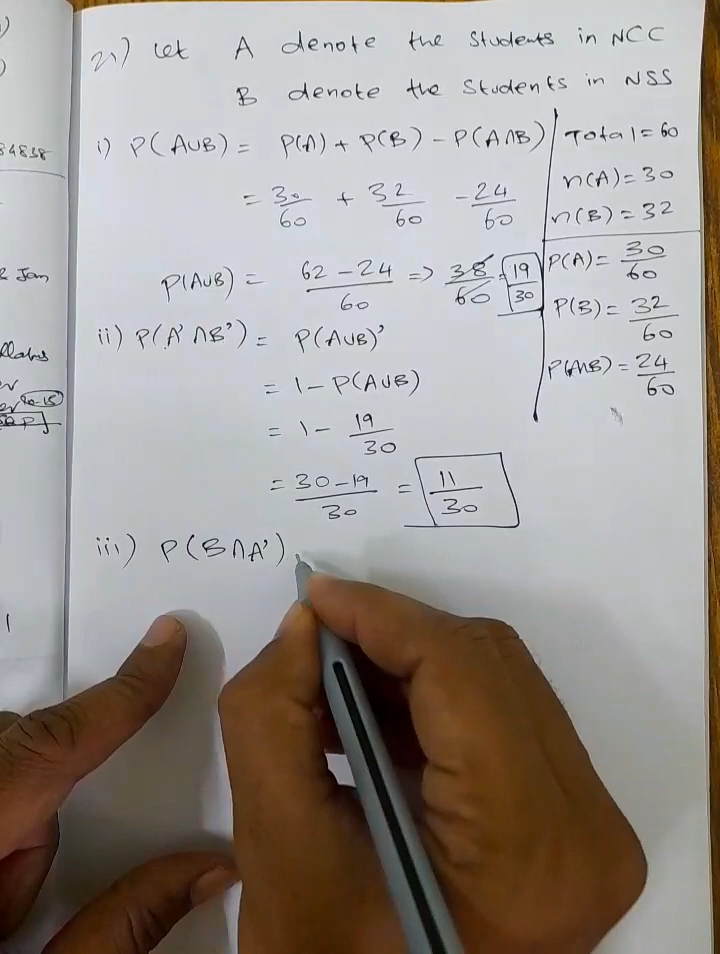 21) Let A denote the Students in NCC
B denote the Students in NSS
i) P(A∪B) = P(A) + P(B) - P(A∩B)
= 30/60 + 32/60 - 24/60
P(A∪B) = 62 - 24/60 => 38/60 = 19/30
ii) P(A' ∩B') = P(A∪B)'
= 1 - P(A∪B)
= 1 - 19/30
= 30-19/30 = 11/30
iii) P(B∩A')
Total = 60
n(A) = 30
n(B) = 32
P(A) = 30/60
P(B) = 32/60
P(A∩B) = 24/60
34838
& Jam